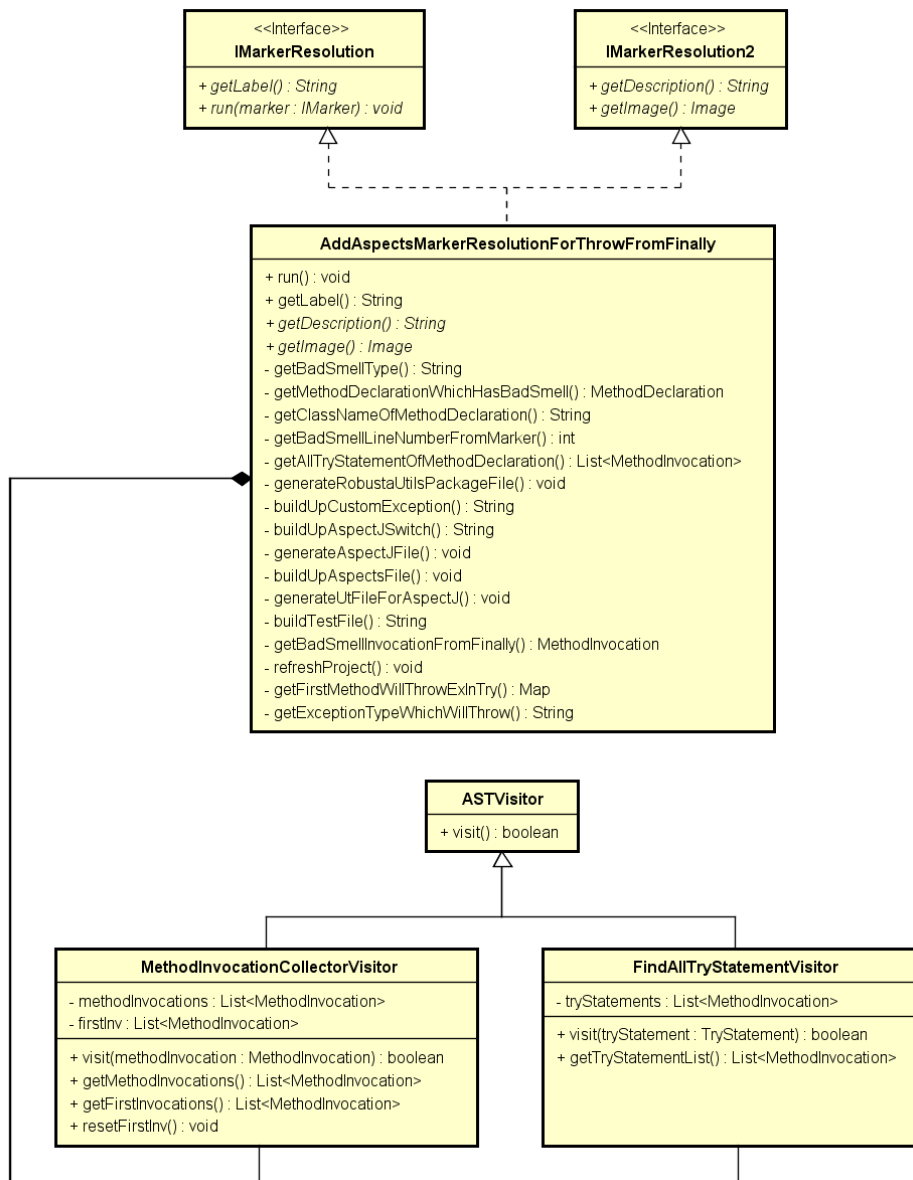 <<Interface>>
IMarkerResolution
+ getLabel() : String
+ run(marker : IMarker) : void
<<Interface>>
IMarkerResolution2
+ getDescription() : String
+ getImage() : Image
AddAspectsMarkerResolutionForThrowFromFinally
+ run() : void
+ getLabel() : String
+ getDescription() : String
+ getImage() : Image
- getBadSmellType() : String
- getMethodDeclarationWhichHasBadSmell() : MethodDeclaration
- getClassNameOfMethodDeclaration() : String
- getBadSmellLineNumberFromMarker() : int
- getAllTryStatementOfMethodDeclaration() : List<MethodInvocation>
- generateRobustaUtilsPackageFile() : void
- buildUpCustomException() : String
- buildUpAspectJSwitch() : String
- generateAspectJFile() : void
- buildUpAspectsFile() : void
- generateUtFileForAspectJ() : void
- buildTestFile() : String
- getBadSmellInvocationFromFinally() : MethodInvocation
- refreshProject() : void
- getFirstMethodWillThrowExInTry() : Map
- getExceptionTypeWhichWillThrow() : String
ASTVisitor
+ visit() : boolean
MethodInvocationCollectorVisitor
- methodInvocations : List<MethodInvocation>
- firstInv : List<MethodInvocation>
+ visit(methodInvocation : MethodInvocation) : boolean
+ getMethodInvocations() : List<MethodInvocation>
+ getFirstInvocations() : List<MethodInvocation>
+ resetFirstInv() : void
FindAllTryStatementVisitor
- tryStatements : List<MethodInvocation>
+ visit(tryStatement : TryStatement) : boolean
+ getTryStatementList() : List<MethodInvocation>